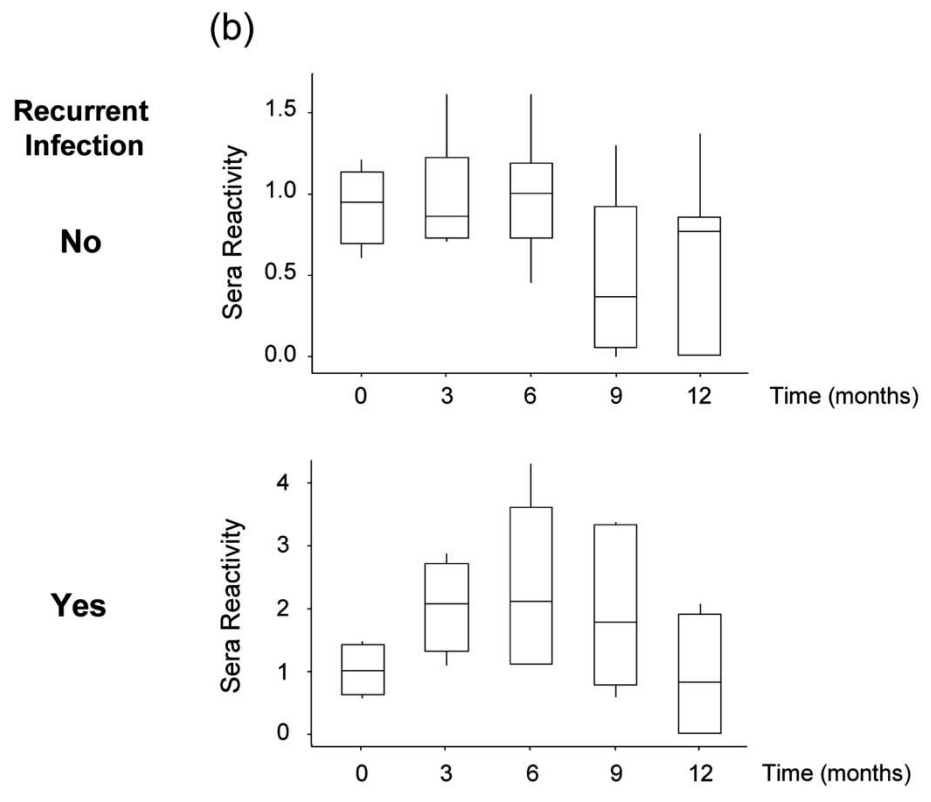 (b)
Recurrent
Infection
No
Sera Reactivity
1.5
1.0
0.5
0.0
0 3 6 9 12 Time (months)
Yes
Sera Reactivity
4
3
2
1
0
0 3 6 9 12 Time (months)